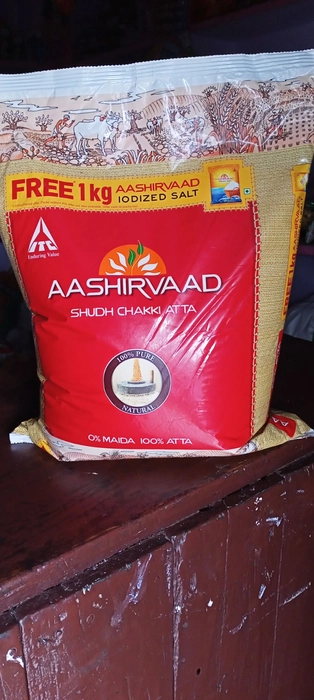 FREE 1kg AASHIRVAAD
IODIZED SALT
ITC
Enduring Value
AASHIRVAAD
SHUDH CHAKKI ATTA
100% PURE
NATURAL
0% MAIDA 100% ATTA